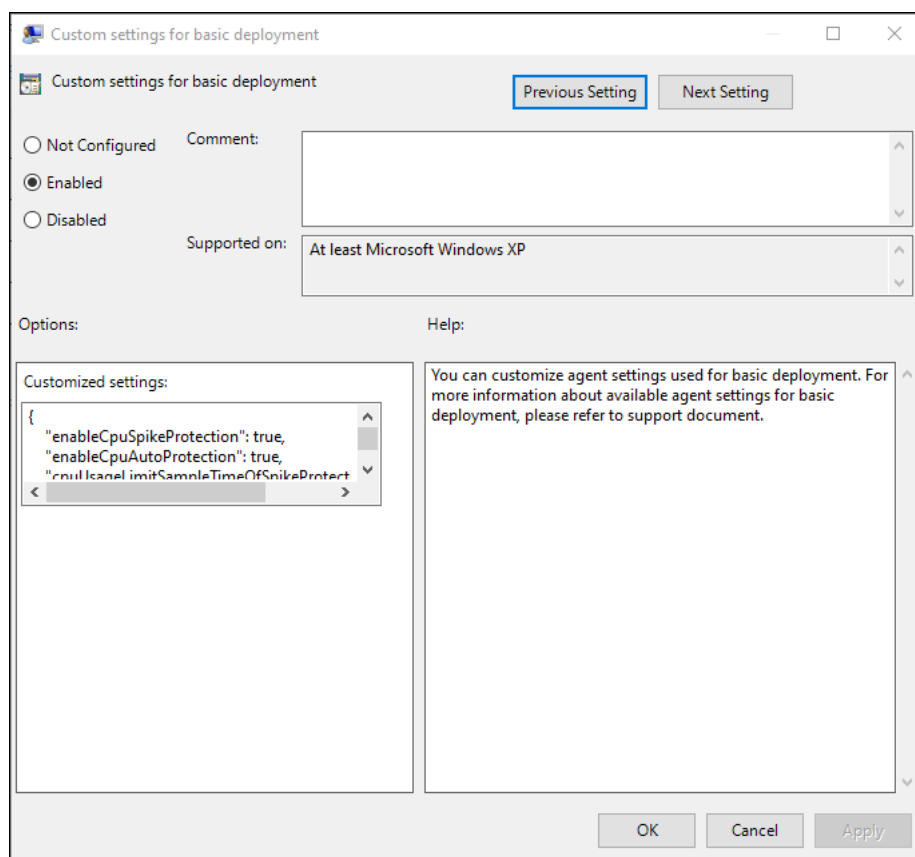 Custom settings for basic deployment
Custom settings for basic deployment
Previous Setting
Next Setting
Not Configured
Comment:
Enabled
Disabled
Supported on:
At least Microsoft Windows XP
Options:
Help:
Customized settings:
{
"enableCpuSpikeProtection": true,
"enableCpuAutoProtection": true,
"cpuUsageLimitSampleTimeOfSpikeProtect
You can customize agent settings used for basic deployment. For
more information about available agent settings for basic
deployment, please refer to support document.
OK
Cancel
Apply